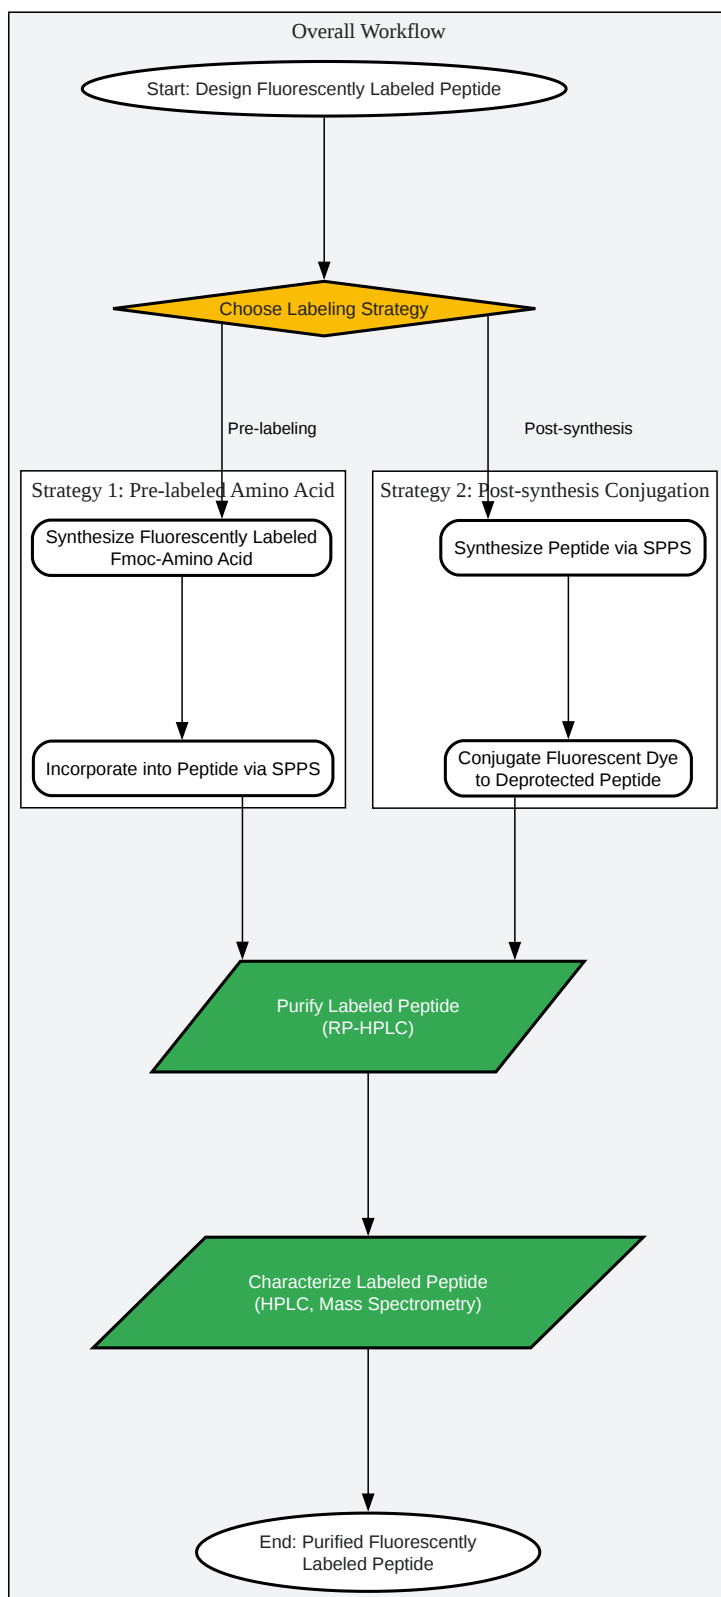 Overall Workflow
Start: Design Fluorescently Labeled Peptide
Choose Labeling Strategy
Pre-labeling
Post-synthesis
Strategy 1: Pre-labeled Amino Acid
Synthesize Fluorescently Labeled
Fmoc-Amino Acid
Incorporate into Peptide via SPPS
Strategy 2: Post-synthesis Conjugation
Synthesize Peptide via SPPS
Conjugate Fluorescent Dye
to Deprotected Peptide
Purify Labeled Peptide
(RP-HPLC)
Characterize Labeled Peptide
(HPLC, Mass Spectrometry)
End: Purified Fluorescently
Labeled Peptide